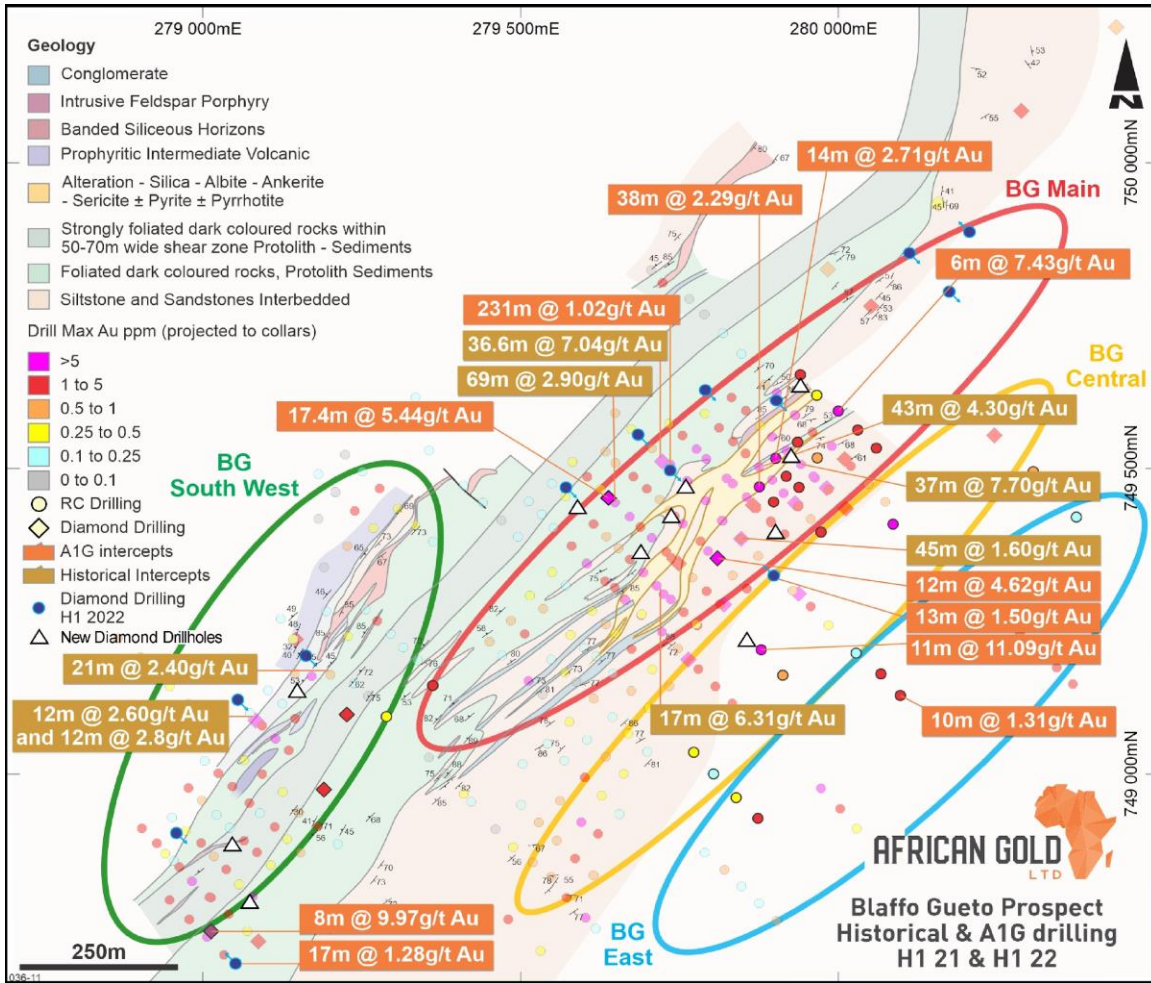 279 000mE
279 500mE
280 000mE
Geology
Conglomerate
Intrusive Feldspar Porphyry
Banded Siliceous Horizons
Prophyritic Intermediate Volcanic
Alteration - Silica - Albite - Ankerite
- Sericite ± Pyrite ± Pyrrhotite
Strongly foliated dark coloured rocks within
50-70m wide shear zone Protolith - Sediments
Foliated dark coloured rocks, Protolith Sediments
Siltstone and Sandstones Interbedded
Drill Max Au ppm (projected to collars)
>5
1 to 5
0.5 to 1
0.25 to 0.5
0.1 to 0.25
0 to 0.1
RC Drilling
Diamond Drilling
A1G intercepts
Historical Intercepts
Diamond Drilling
H1 2022
New Diamond Drillholes
N
750 000mN
749 500mN
749 000mN
14m @ 2.71g/t Au
38m @ 2.29g/t Au
BG Main
6m @ 7.43g/t Au
231m @ 1.02g/t Au
36.6m @ 7.04g/t Au
69m @ 2.90g/t Au
17.4m @ 5.44g/t Au
BG
Central
43m @ 4.30g/t Au
37m @ 7.70g/t Au
BG
South West
45m @ 1.60g/t Au
12m @ 4.62g/t Au
13m @ 1.50g/t Au
11m @ 11.09g/t Au
21m @ 2.40g/t Au
12m @ 2.60g/t Au
and 12m @ 2.8g/t Au
17m @ 6.31g/t Au
10m @ 1.31g/t Au
8m @ 9.97g/t Au
17m @ 1.28g/t Au
BG
East
250m
036-11
AFRICAN GOLD
LTD
Blaffo Gueto Prospect
Historical & A1G drilling
H1 21 & H1 22